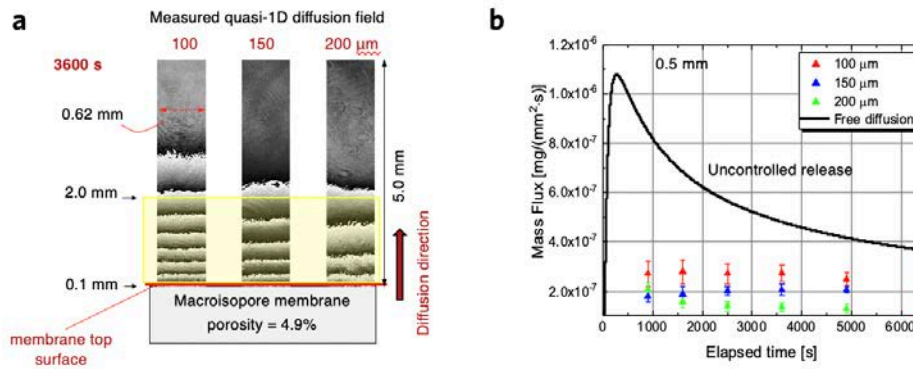 a
Measured quasi-1D diffusion field
100
150
200 µm
3600 s
0.62 mm
2.0 mm
0.1 mm
5.0 mm
Diffusion direction
Macroisopore membrane
porosity = 4.9%
membrane top
surface
b
1.2x10⁻⁶
1.0x10⁻⁶
8.0x10⁻⁷
6.0x10⁻⁷
4.0x10⁻⁷
2.0x10⁻⁷
Mass Flux [mg/(mm²·s)]
0.5 mm
100 µm
150 µm
200 µm
Free diffusion
Uncontrolled release
0 1000 2000 3000 4000 5000 6000
Elapsed time [s]